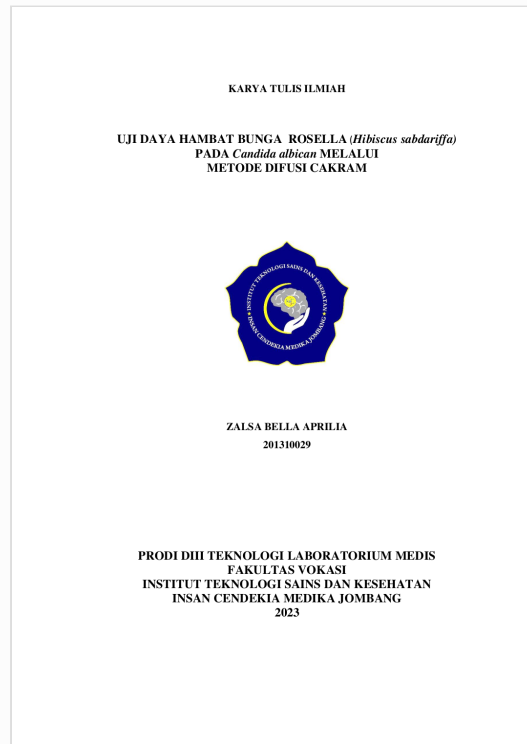 KARYA TULIS ILMIAH
UJI DAYA HAMBAT BUNGA ROSELLA (Hibiscus sabdariffa)
PADA Candida albican MELALUI
METODE DIFUSI CAKRAM
INSTITUT TEKNOLOGI SAINS DAN KESEHATAN
INSAN CENDEKIA MEDIKA JOMBANG
ZALSA BELLA APRILIA
201310029
PRODI DIII TEKNOLOGI LABORATORIUM MEDIS
FAKULTAS VOKASI
INSTITUT TEKNOLOGI SAINS DAN KESEHATAN
INSAN CENDEKIA MEDIKA JOMBANG
2023